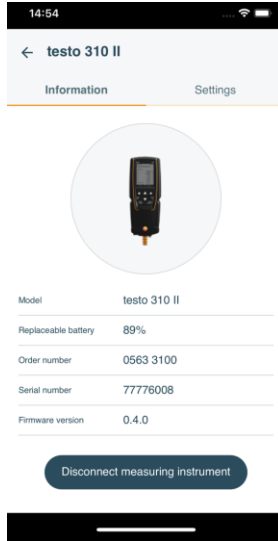 14:54
testo 310 II
Information Settings
Model testo 310 II
Replaceable battery 89%
Order number 0563 3100
Serial number 77776008
Firmware version 0.4.0
Disconnect measuring instrument